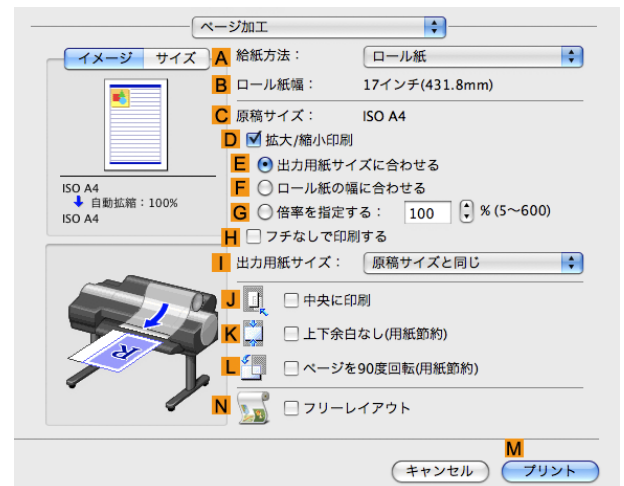 ページ加工
イメージ サイズ
ISO A4
自動拡縮：100%
ISO A4
R
A 給紙方法： ロール紙
B ロール紙幅： 17インチ(431.8mm)
C 原稿サイズ： ISO A4
D 拡大/縮小印刷
E 出力用紙サイズに合わせる
F ロール紙の幅に合わせる
G 倍率を指定する： 100 % (5～600)
H フチなしで印刷する
I 出力用紙サイズ： 原稿サイズと同じ
J 中央に印刷
K 上下余白なし(用紙節約)
L ページを90度回転(用紙節約)
N フリーレイアウト
M
キャンセル プリント